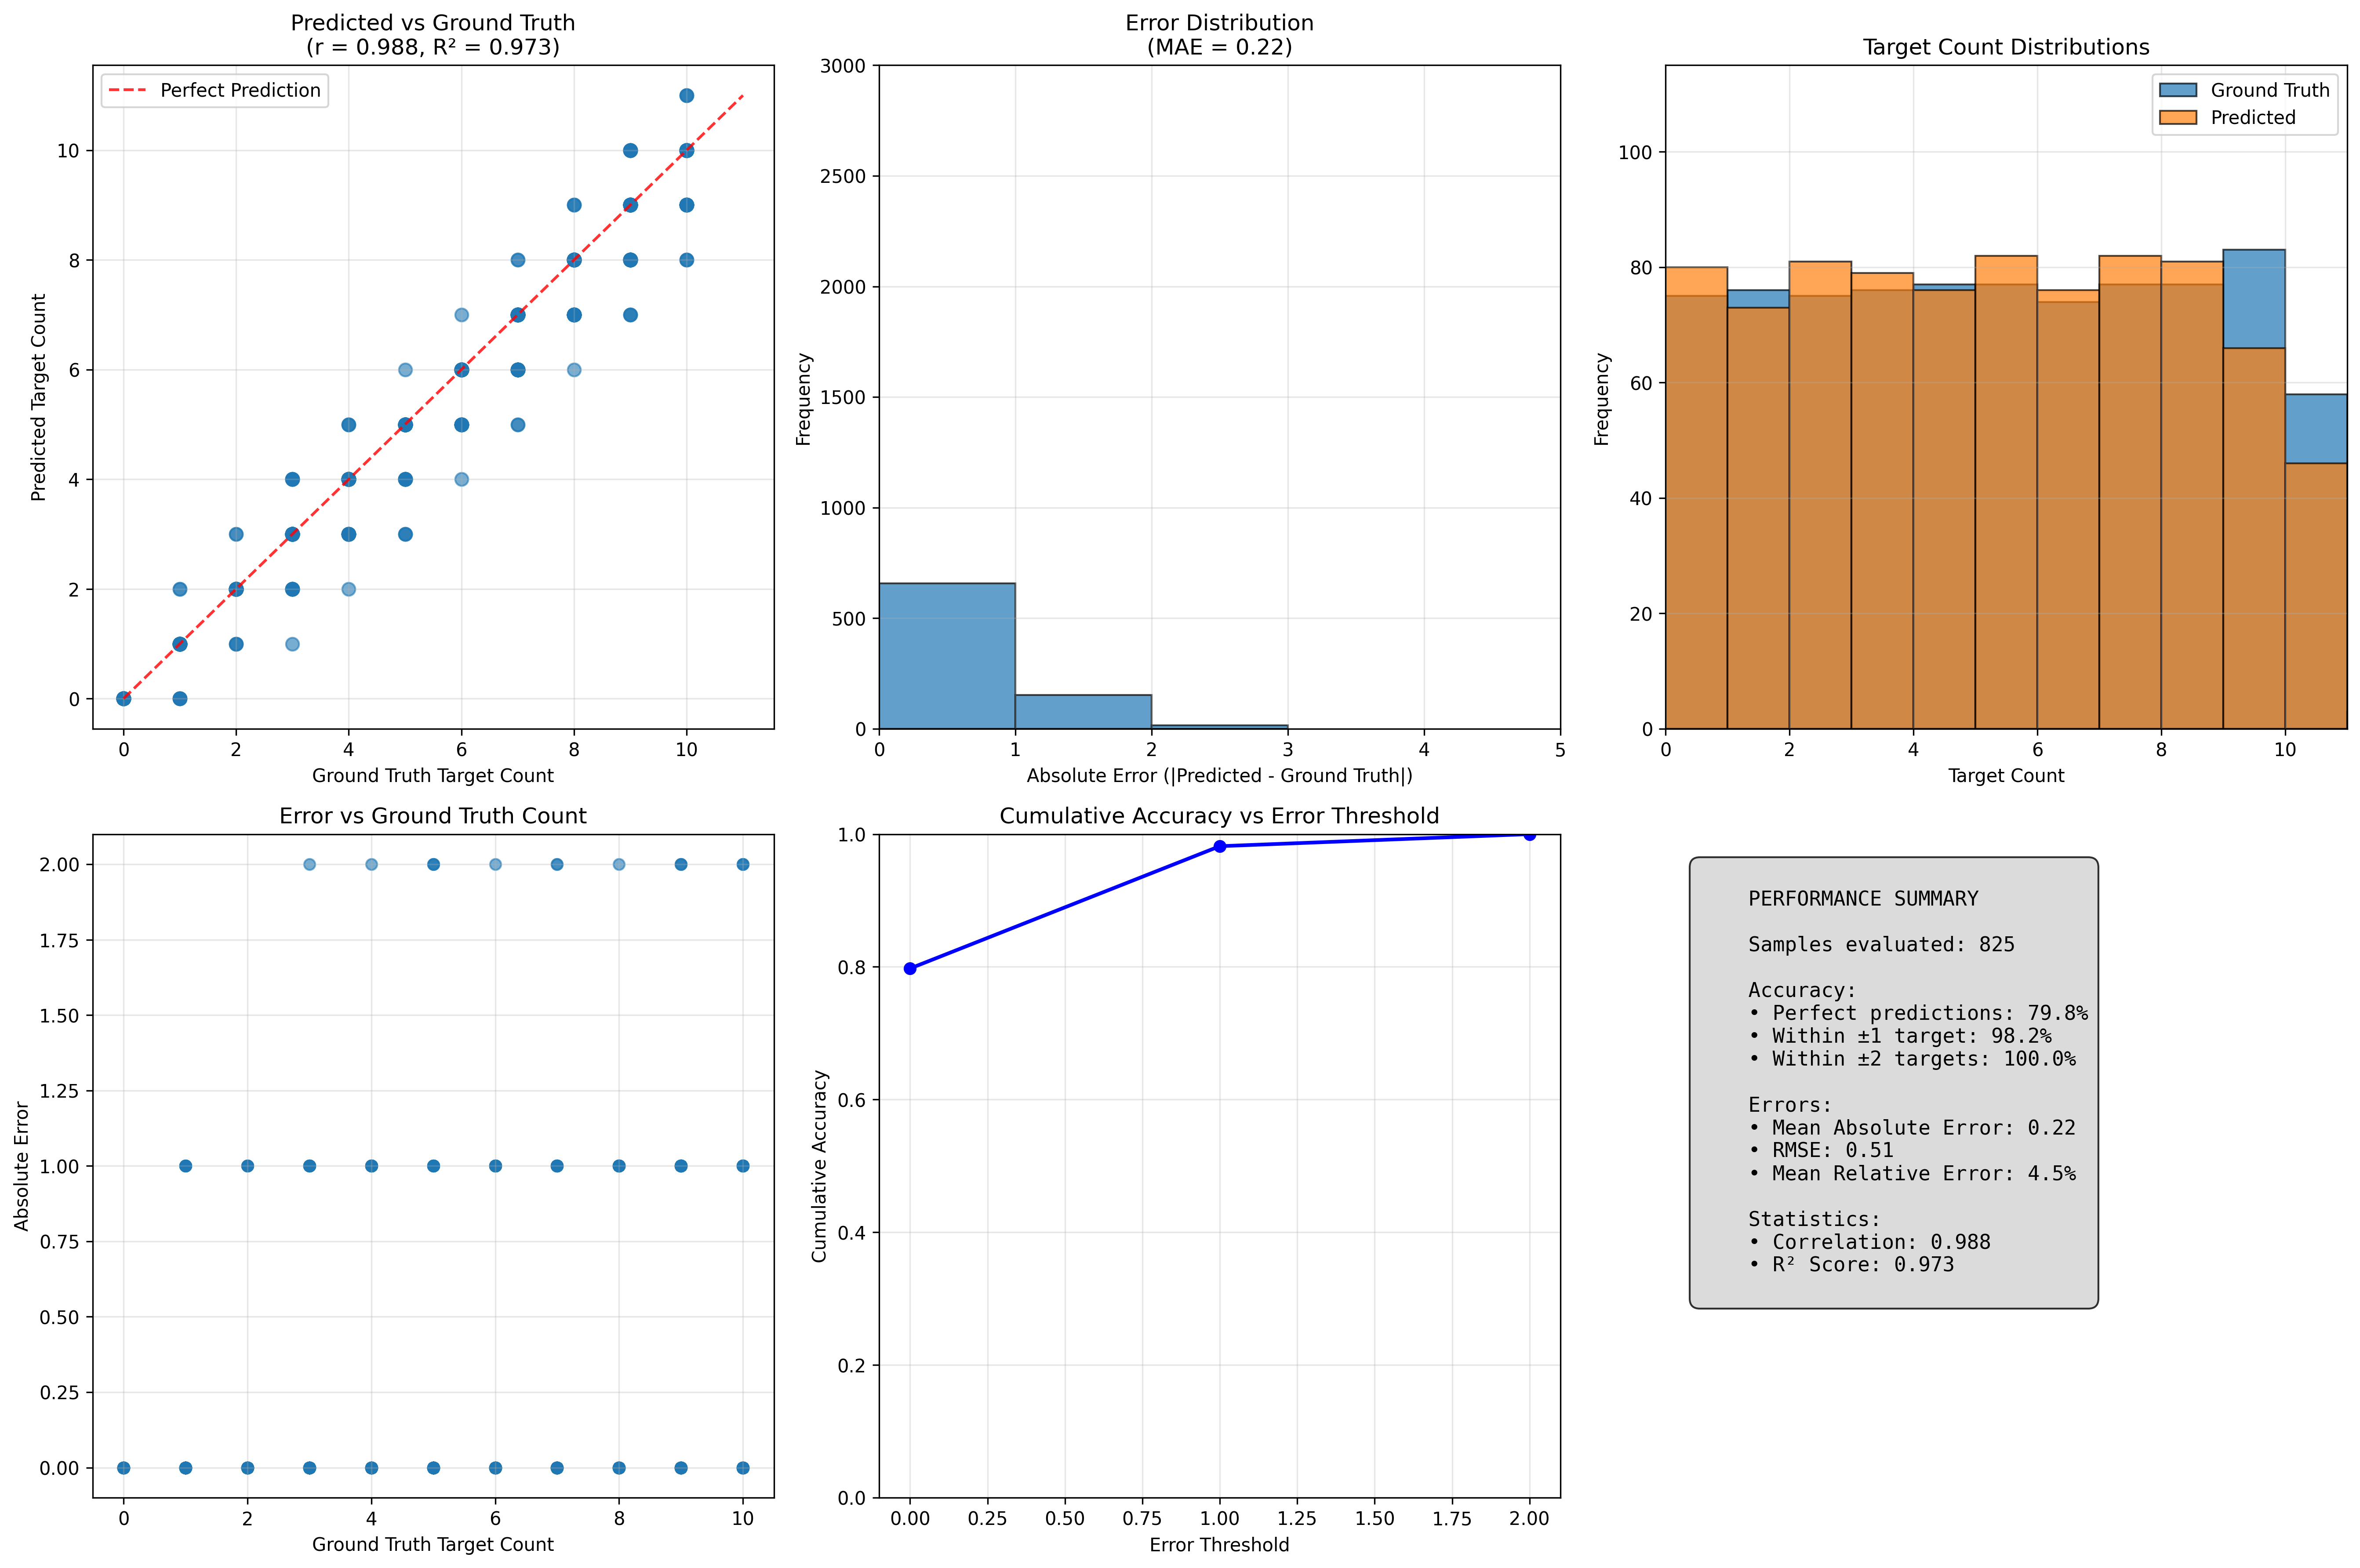 Predicted vs Ground Truth
(r = 0.988, R² = 0.973)
Perfect Prediction
Predicted Target Count
10
8
6
4
2
0
0 2 4 6 8 10
Ground Truth Target Count
Error Distribution
(MAE = 0.22)
Frequency
3000
2500
2000
1500
1000
500
0
0 1 2 3 4 5
Absolute Error (|Predicted - Ground Truth|)
Target Count Distributions
Ground Truth
Predicted
Frequency
100
80
60
40
20
0
0 2 4 6 8 10
Target Count
Error vs Ground Truth Count
Absolute Error
2.00
1.75
1.50
1.25
1.00
0.75
0.50
0.25
0.00
0 2 4 6 8 10
Ground Truth Target Count
Cumulative Accuracy vs Error Threshold
Cumulative Accuracy
1.0
0.8
0.6
0.4
0.2
0.0
0.00 0.25 0.50 0.75 1.00 1.25 1.50 1.75 2.00
Error Threshold
PERFORMANCE SUMMARY
Samples evaluated: 825
Accuracy:
• Perfect predictions: 79.8%
• Within ±1 target: 98.2%
• Within ±2 targets: 100.0%
Errors:
• Mean Absolute Error: 0.22
• RMSE: 0.51
• Mean Relative Error: 4.5%
Statistics:
• Correlation: 0.988
• R² Score: 0.973